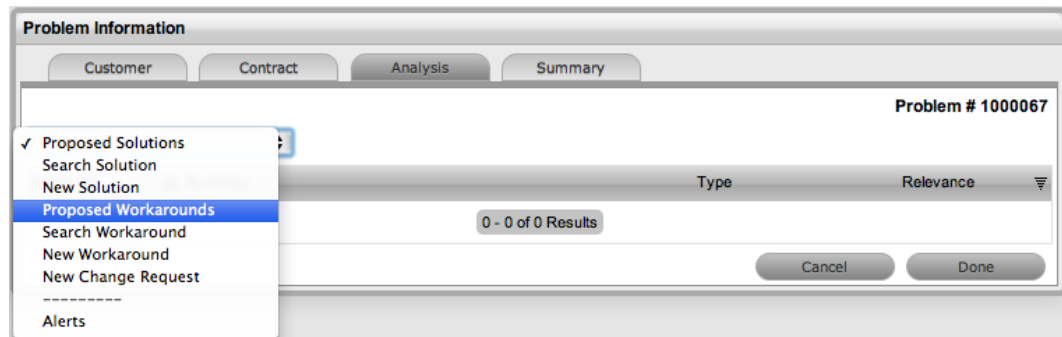 Problem Information
Customer Contract Analysis Summary
Problem # 1000067
✓ Proposed Solutions
Search Solution
New Solution
Type Relevance
Proposed Workarounds
0 - 0 of 0 Results
Search Workaround
New Workaround
New Change Request
Cancel Done
---------
Alerts